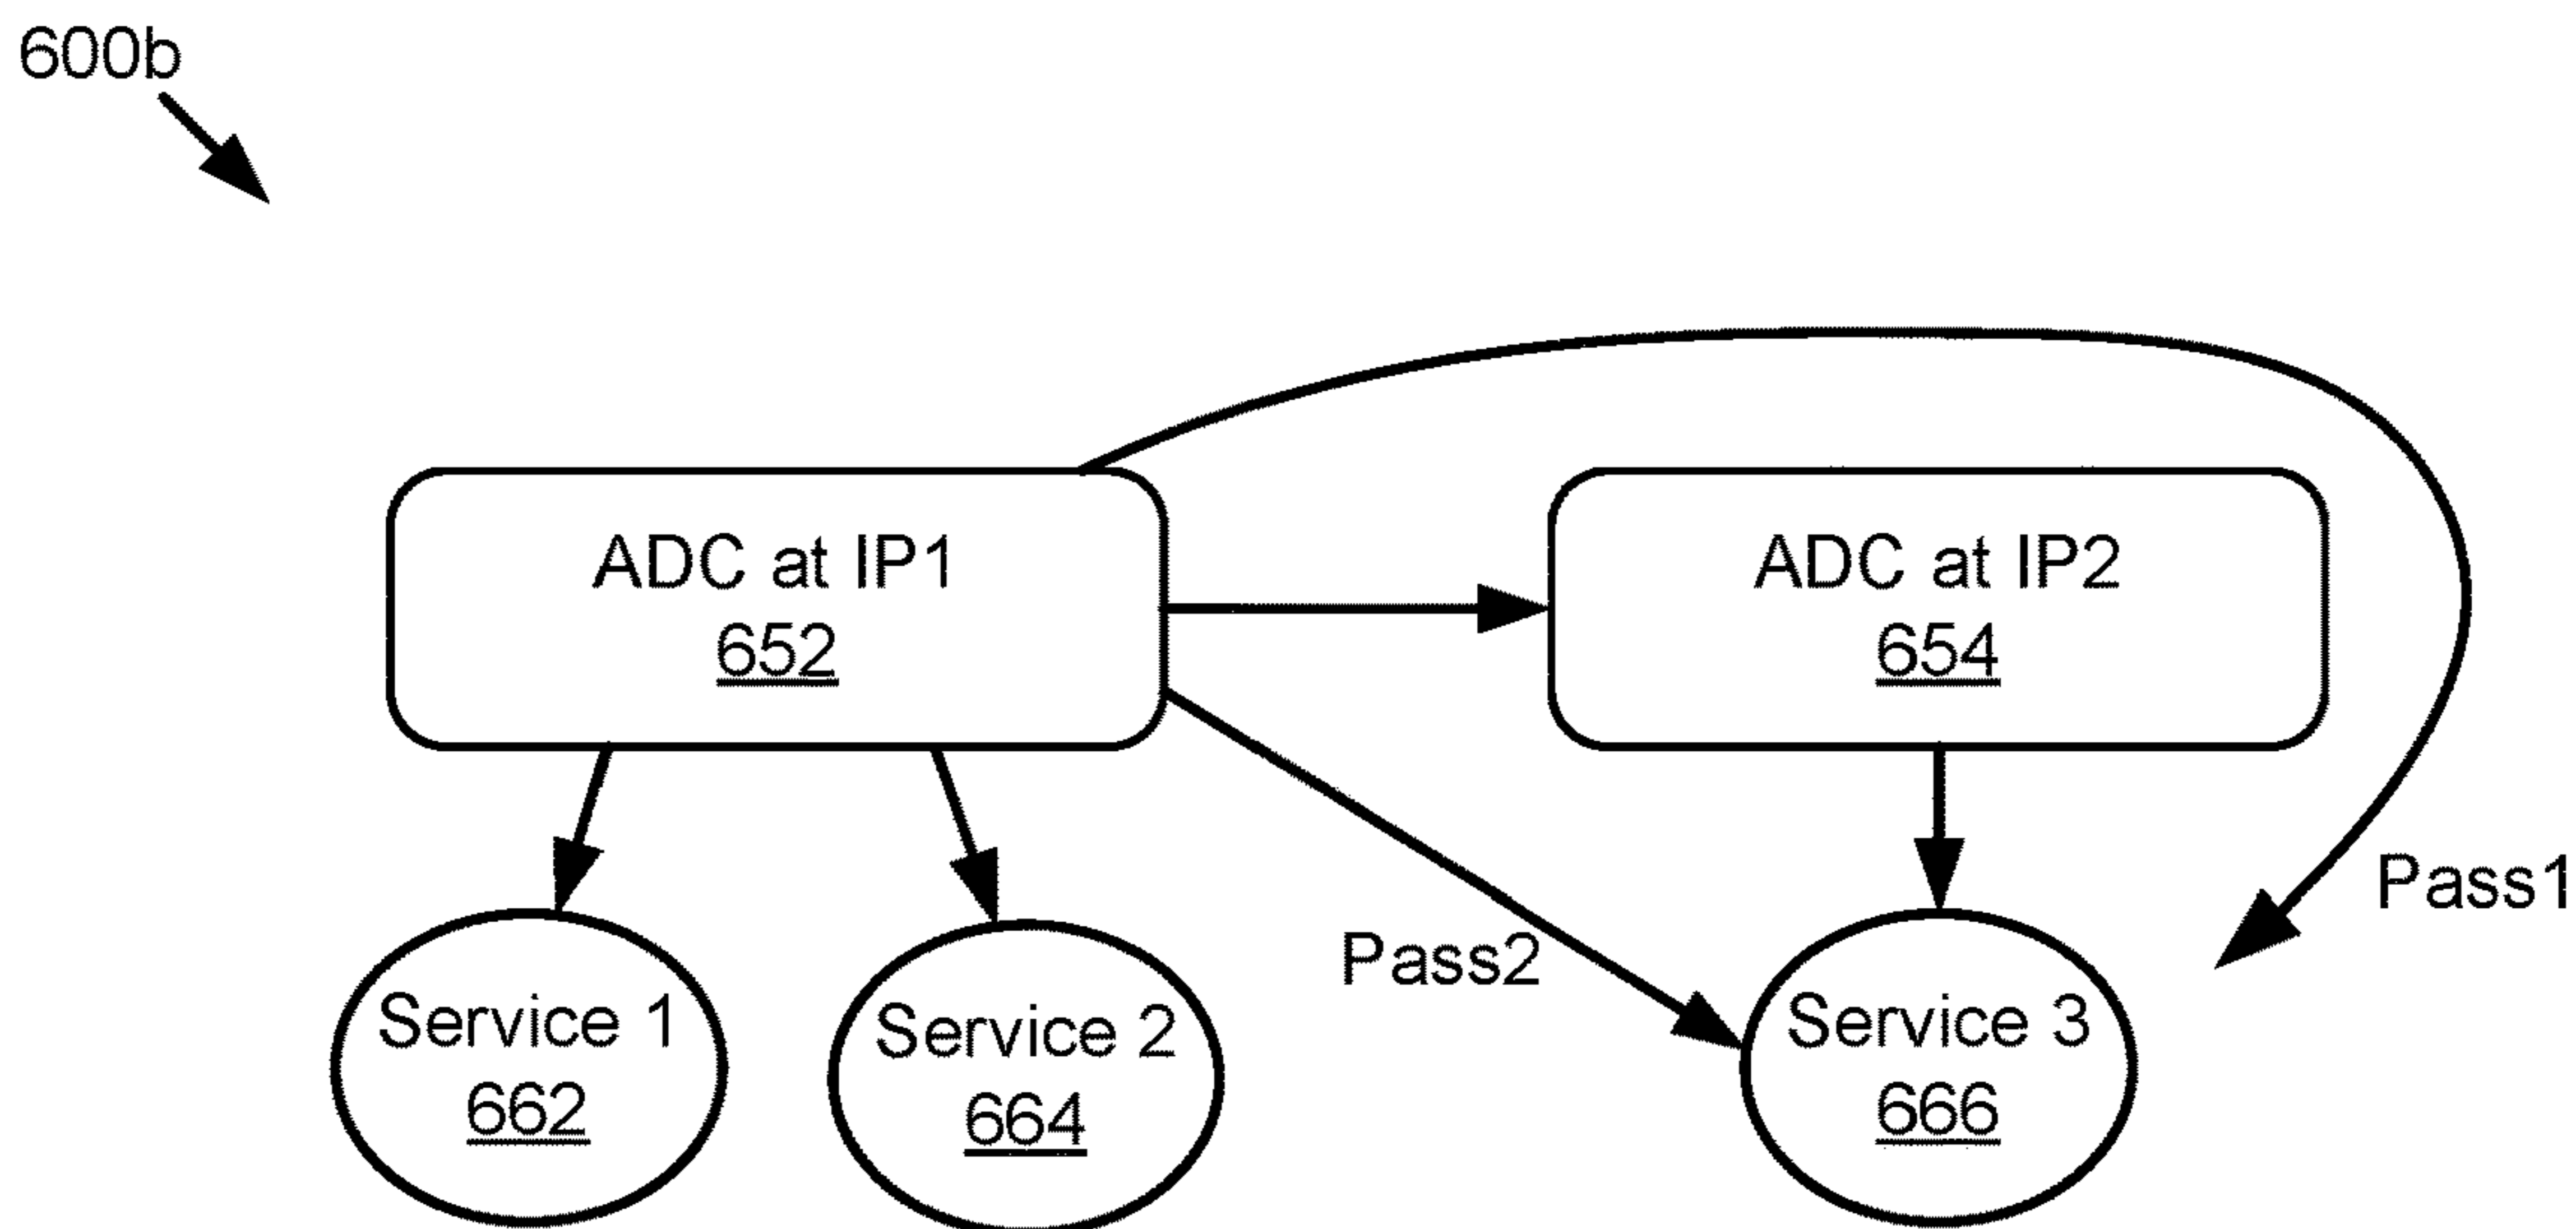 600b
ADC at IP1
652
ADC at IP2
654
Pass1
Pass2
Service 1
662
Service 2
664
Service 3
666